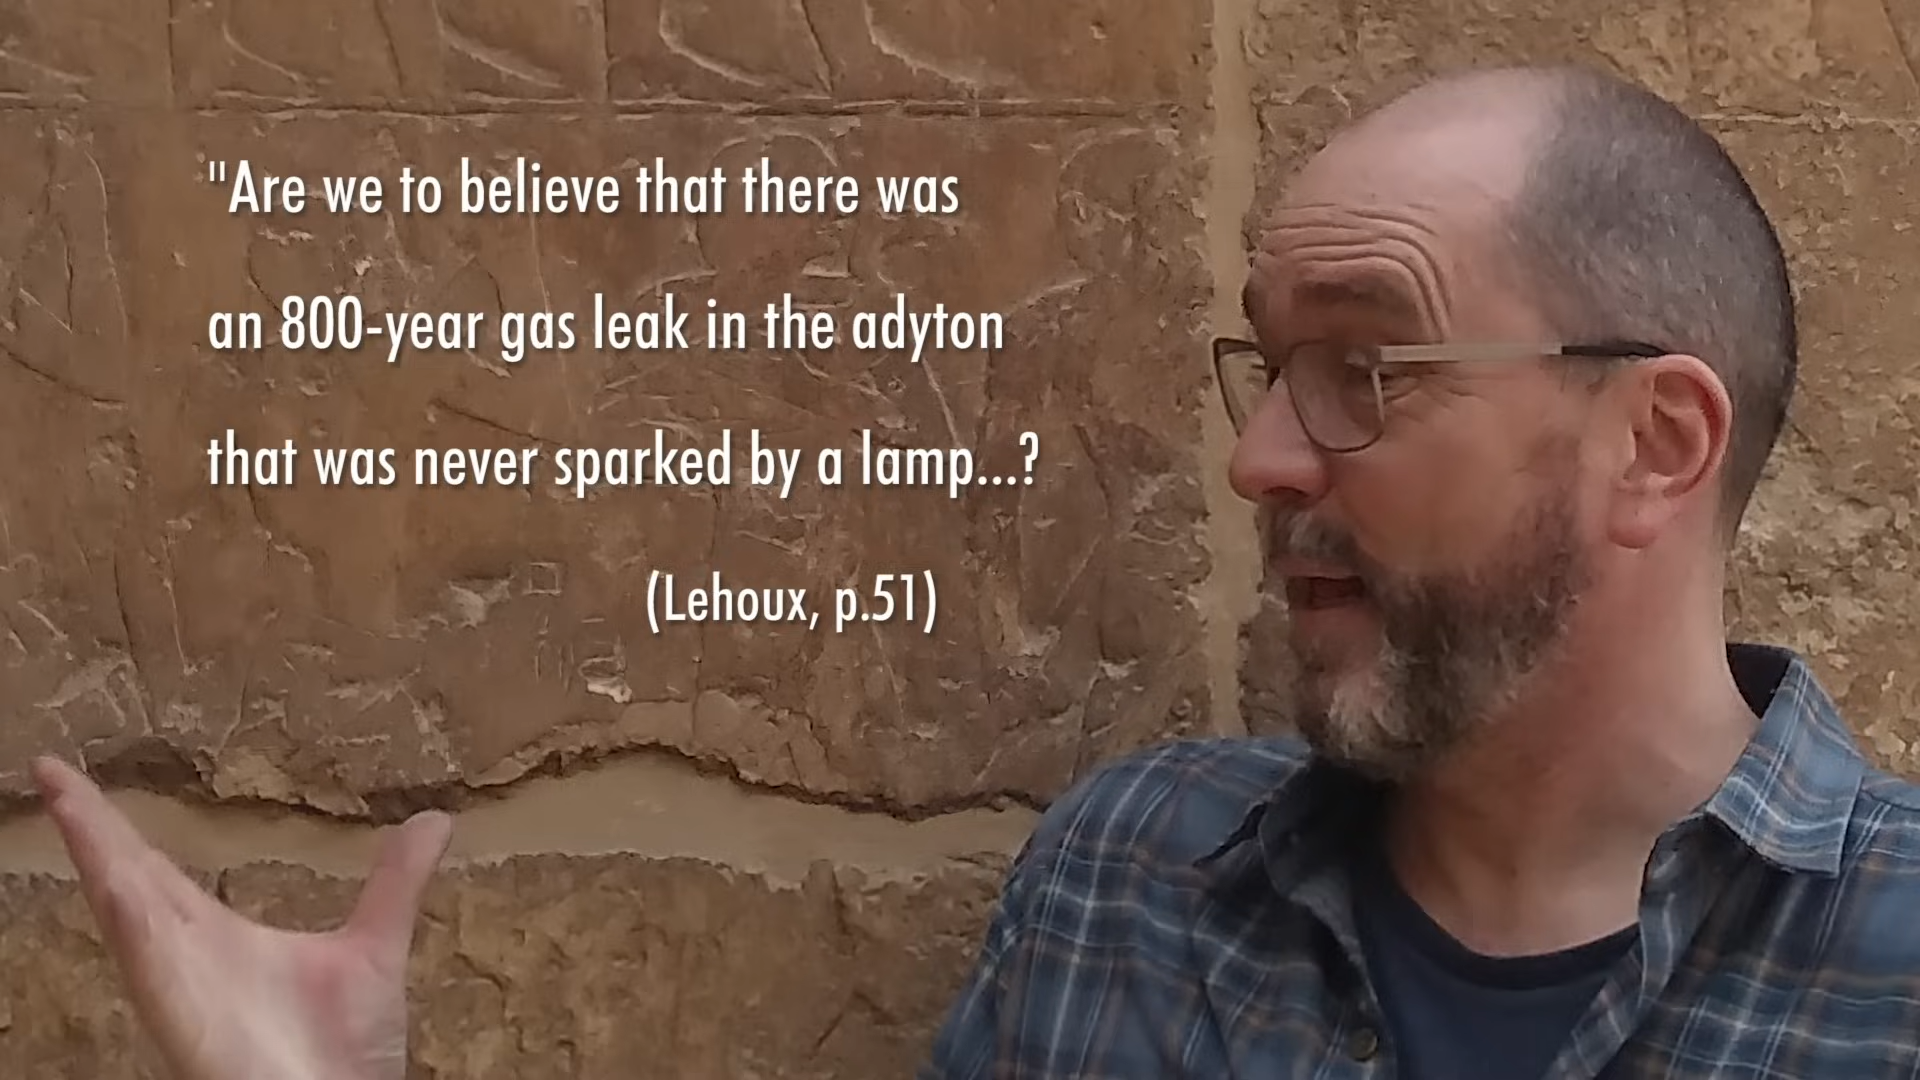 "Are we to believe that there was
an 800-year gas leak in the adyton
that was never sparked by a lamp...?
(Lehoux, p.51)